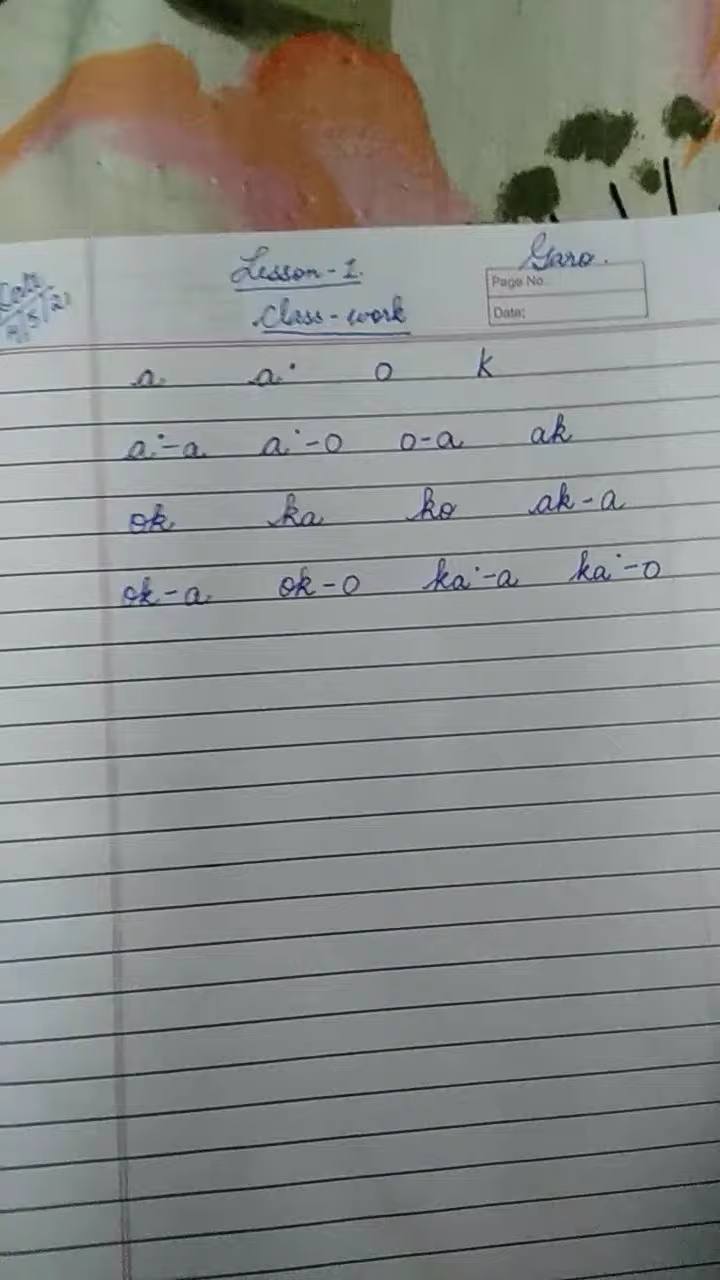 Garo.
Lesson-1.
Page No.
Class-work
Date:
a a· o k
a·-a a·-o o-a ak
ok ka ko ak-a
ok-a ok-o ka·-a ka·-o